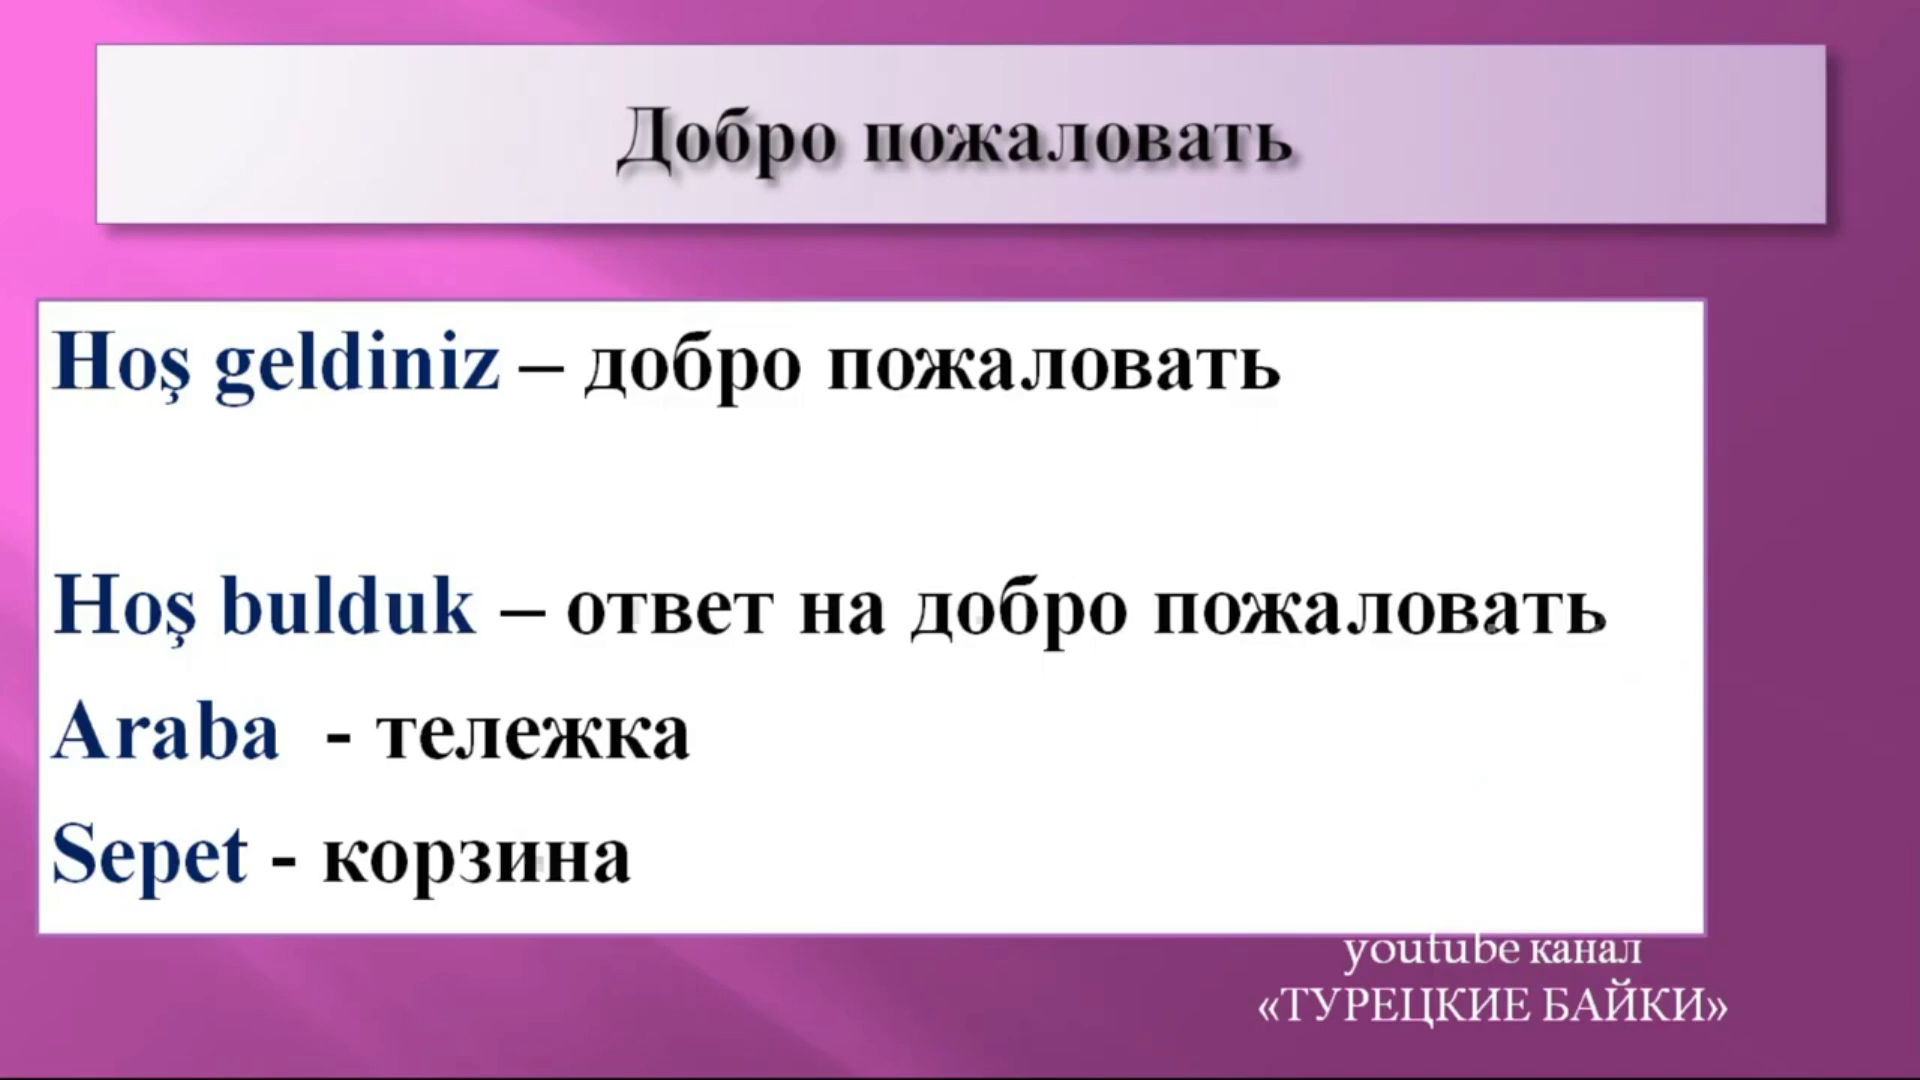 Добро пожаловать
Hoş geldiniz – добро пожаловать
Hoş bulduk – ответ на добро пожаловать
Araba - тележка
Sepet - корзина
youtube канал
«ТУРЕЦКИЕ БАЙКИ»